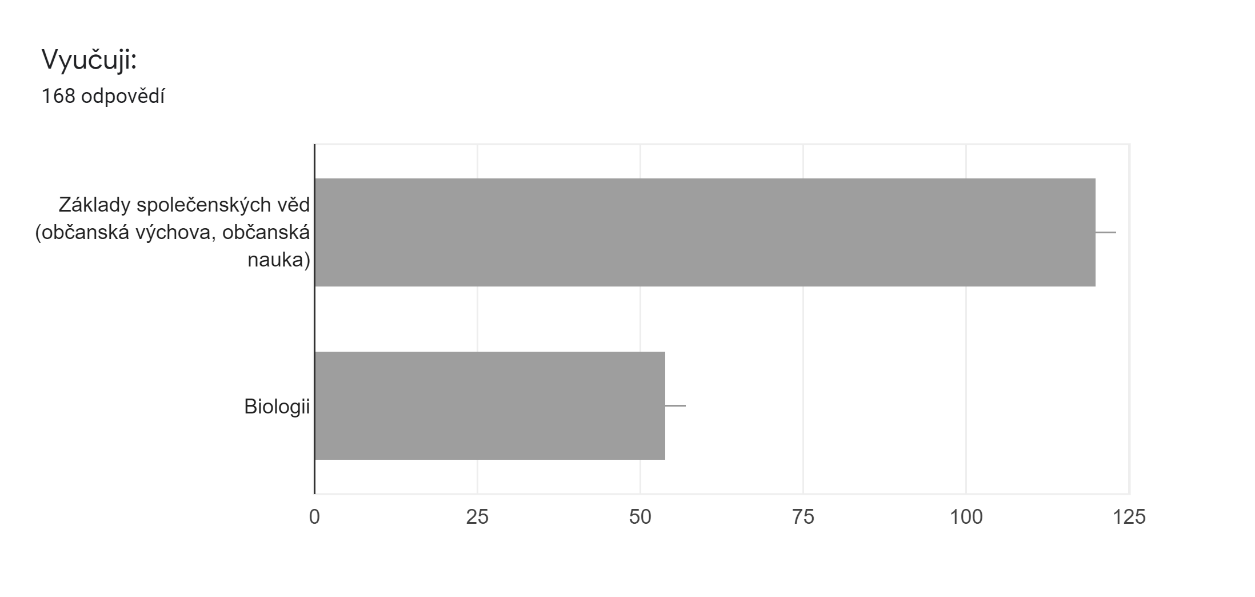 Vyučuji:
168 odpovědí
Základy společenských věd
(občanská výchova, občanská
nauka)
Biologii
0 25 50 75 100 125